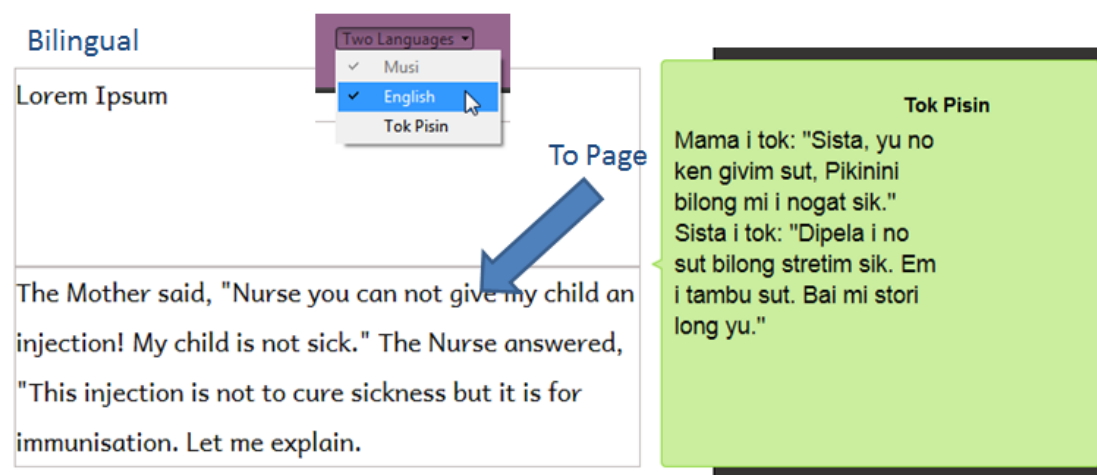 Bilingual
Two Languages
Musi
English
Tok Pisin
Lorem Ipsum
To Page
The Mother said, "Nurse you can not give my child an
injection! My child is not sick." The Nurse answered,
"This injection is not to cure sickness but it is for
immunisation. Let me explain.
Tok Pisin
Mama i tok: "Sista, yu no
ken givim sut, Pikinini
bilong mi i nogat sik."
Sista i tok: "Dipela i no
sut bilong stretim sik. Em
i tambu sut. Bai mi stori
long yu."